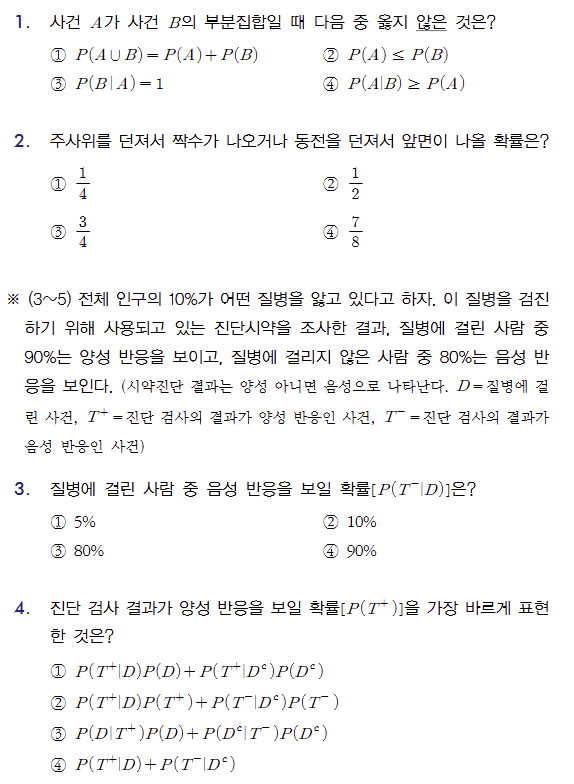 1. 사건 A가 사건 B의 부분집합일 때 다음 중 옳지 않은 것은?
① P(A∪B)=P(A)+P(B) ② P(A)≤P(B)
③ P(B|A)=1 ④ P(A|B)≥P(A)
2. 주사위를 던져서 짝수가 나오거나 동전을 던져서 앞면이 나올 확률은?
① 1/4 ② 1/2
③ 3/4 ④ 7/8
※ (3~5) 전체 인구의 10%가 어떤 질병을 앓고 있다고 하자. 이 질병을 검진
하기 위해 사용되고 있는 진단시약을 조사한 결과, 질병에 걸린 사람 중
90%는 양성 반응을 보이고, 질병에 걸리지 않은 사람 중 80%는 음성 반
응을 보인다. (시약진단 결과는 양성 아니면 음성으로 나타난다. D=질병에 걸
린 사건, T⁺=진단 검사의 결과가 양성 반응인 사건, T⁻=진단 검사의 결과가
음성 반응인 사건)
3. 질병에 걸린 사람 중 음성 반응을 보일 확률[P(T⁻|D)]은?
① 5% ② 10%
③ 80% ④ 90%
4. 진단 검사 결과가 양성 반응을 보일 확률[P(T⁺)]을 가장 바르게 표현
한 것은?
① P(T⁺|D)P(D)+P(T⁺|Dᶜ)P(Dᶜ)
② P(T⁺|D)P(T⁺)+P(T⁻|Dᶜ)P(T⁻)
③ P(D|T⁺)P(D)+P(Dᶜ|T⁻)P(Dᶜ)
④ P(T⁺|D)+P(T⁻|Dᶜ)